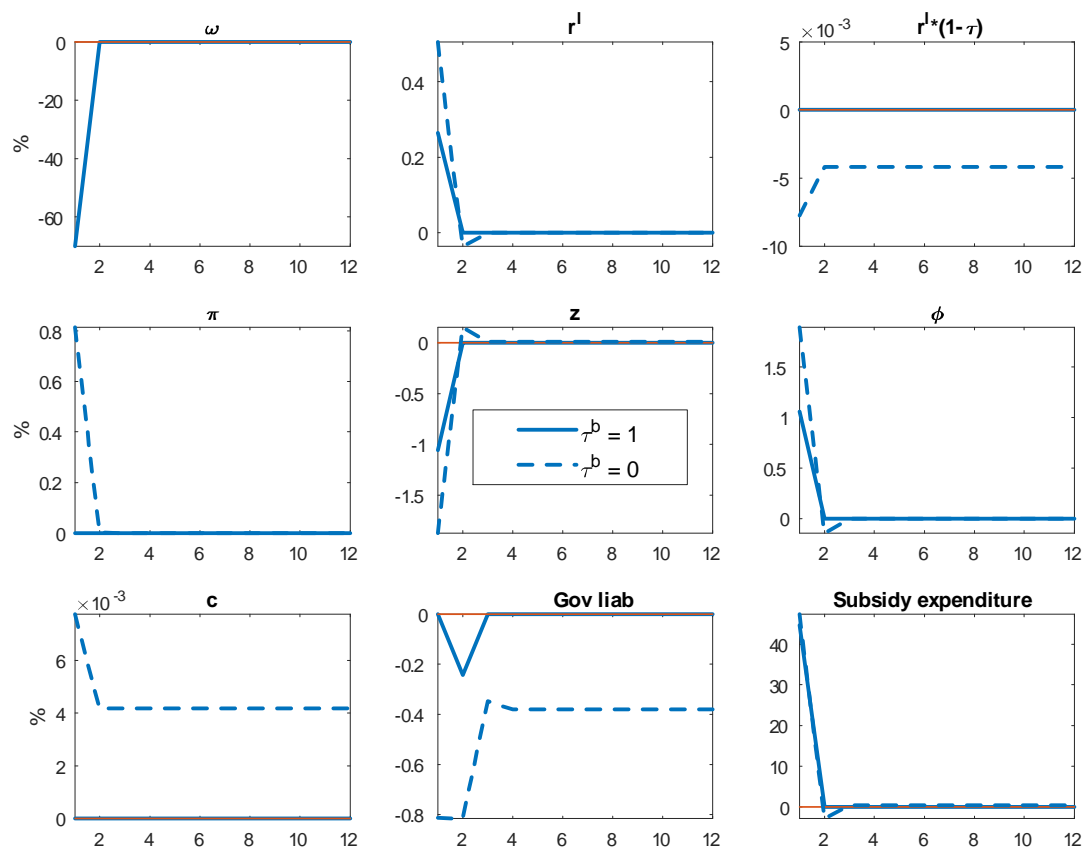 ω
%
0
-20
-40
-60
2 4 6 8 10 12
r^l
0.4
0.2
0
2 4 6 8 10 12
r^l*(1-τ)
×10^-3
5
0
-5
-10
2 4 6 8 10 12
π
%
0.8
0.6
0.4
0.2
0
2 4 6 8 10 12
z
0
-0.5
-1
-1.5
τ^b = 1
τ^b = 0
2 4 6 8 10 12
ϕ
1.5
1
0.5
0
2 4 6 8 10 12
c
×10^-3
%
6
4
2
0
2 4 6 8 10 12
Gov liab
0
-0.2
-0.4
-0.6
-0.8
2 4 6 8 10 12
Subsidy expenditure
40
30
20
10
0
2 4 6 8 10 12